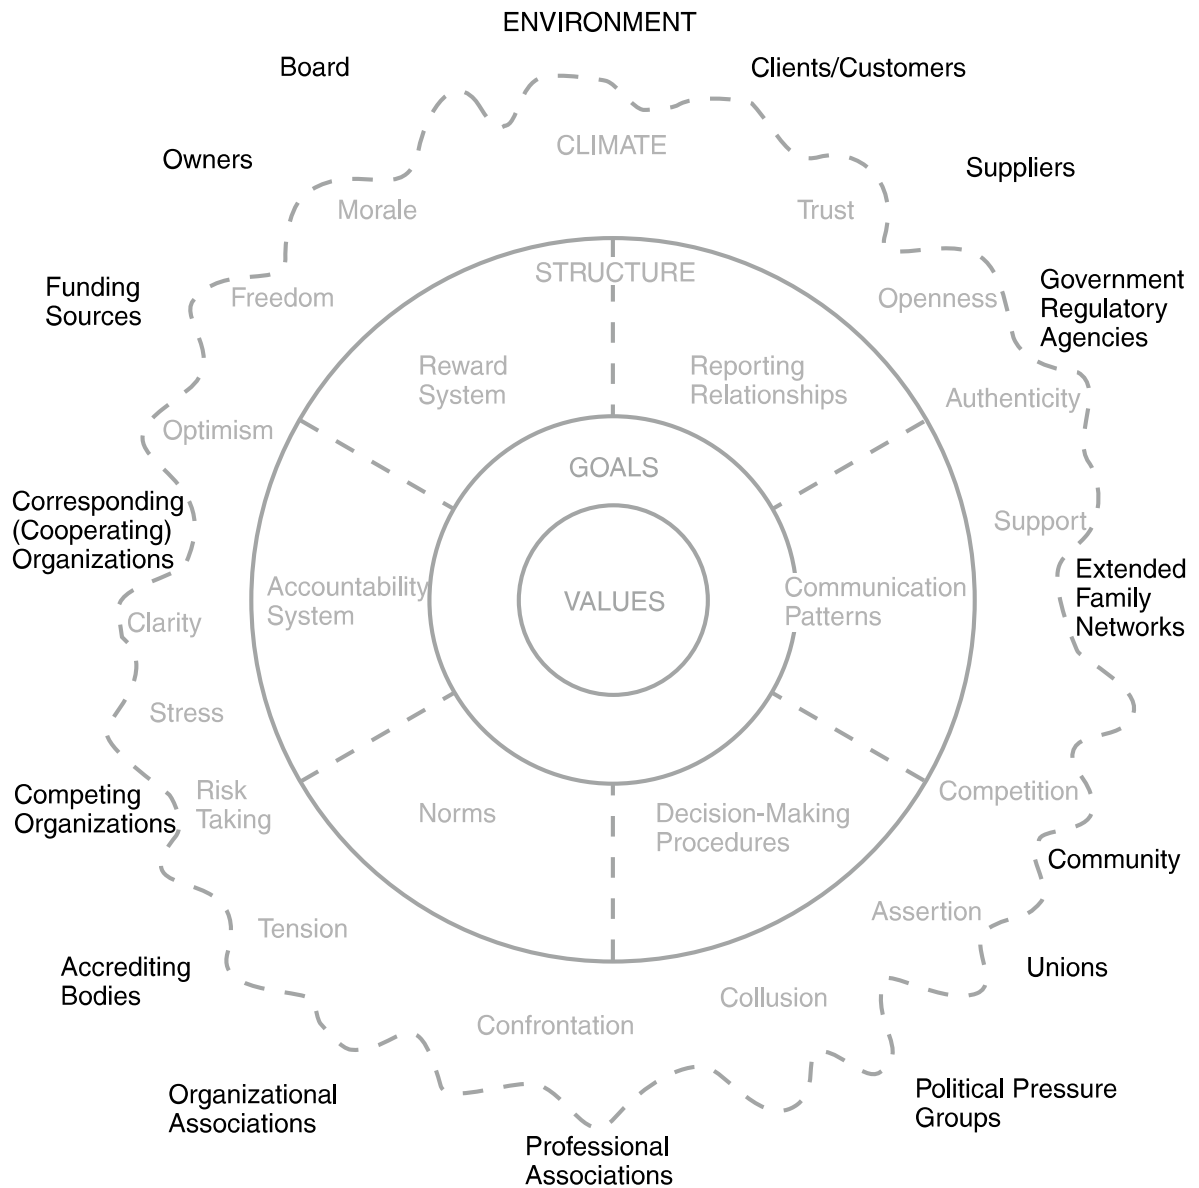 ENVIRONMENT
Board
Clients/Customers
CLIMATE
Owners
Suppliers
Morale
Trust
STRUCTURE
Funding
Sources
Freedom
Openness
Government
Regulatory
Agencies
Reward
System
Reporting
Relationships
Authenticity
Optimism
GOALS
Corresponding
(Cooperating)
Organizations
Support
Accountability
System
VALUES
Communication
Patterns
Extended
Family
Networks
Clarity
Stress
Competing
Organizations
Risk
Taking
Norms
Decision-Making
Procedures
Competition
Community
Tension
Assertion
Accrediting
Bodies
Unions
Confrontation
Collusion
Organizational
Associations
Political Pressure
Groups
Professional
Associations